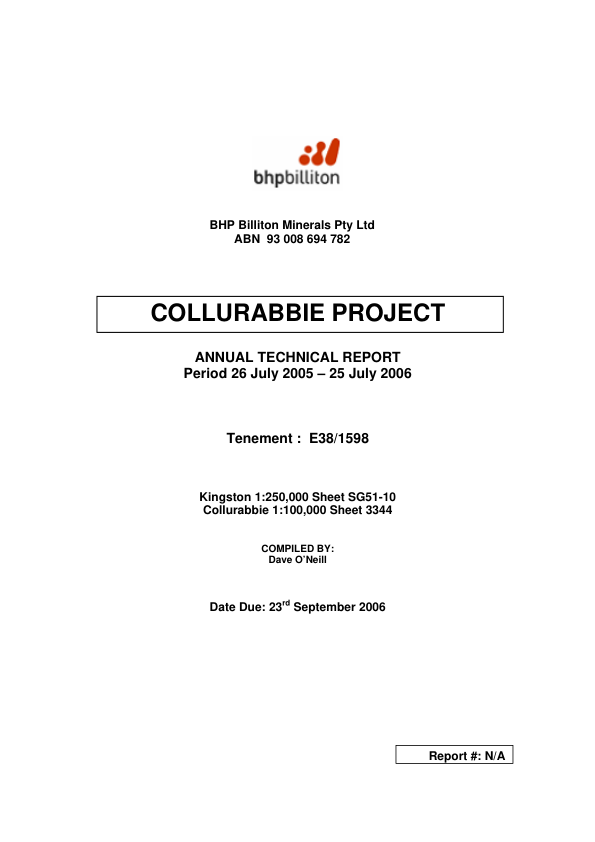 bhpbilliton
BHP Billiton Minerals Pty Ltd
ABN 93 008 694 782
COLLURABBIE PROJECT
ANNUAL TECHNICAL REPORT
Period 26 July 2005 – 25 July 2006
Tenement : E38/1598
Kingston 1:250,000 Sheet SG51-10
Collurabbie 1:100,000 Sheet 3344
COMPILED BY:
Dave O'Neill
Date Due: 23rd September 2006
Report #: N/A